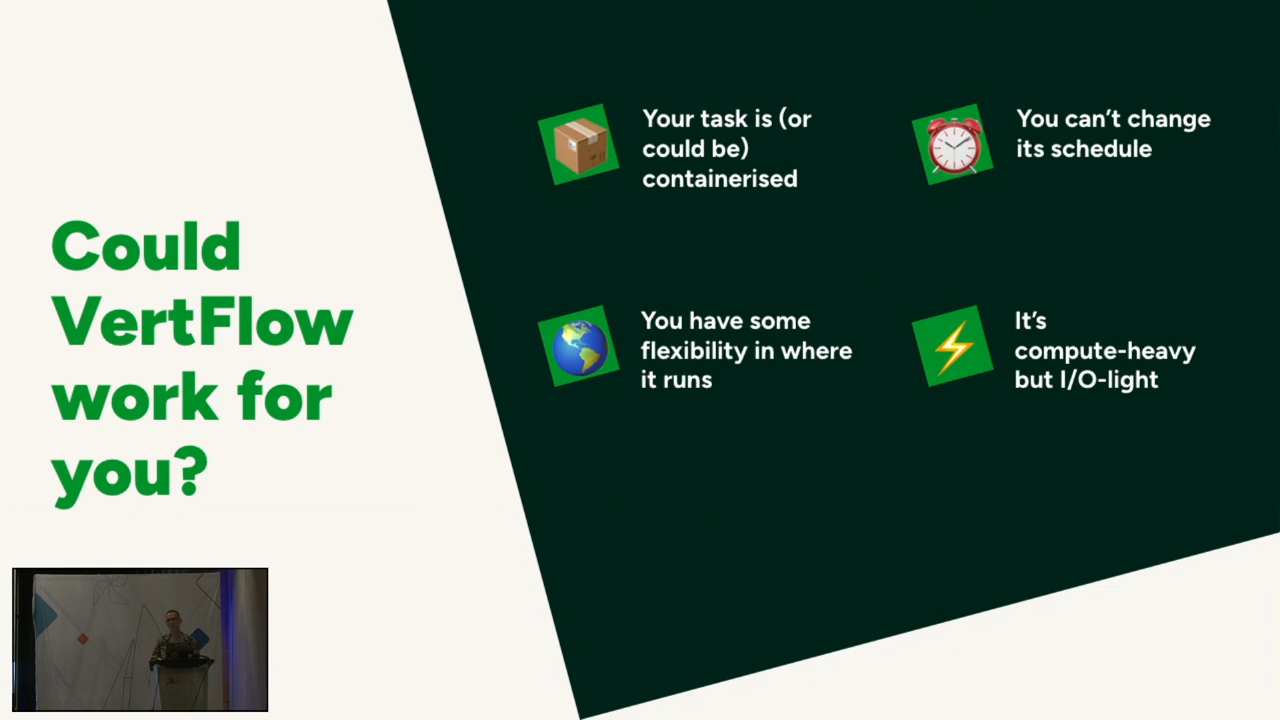 Could
VertFlow
work for
you?
Your task is (or
could be)
containerised
You can’t change
its schedule
You have some
flexibility in where
it runs
It’s
compute-heavy
but I/O-light